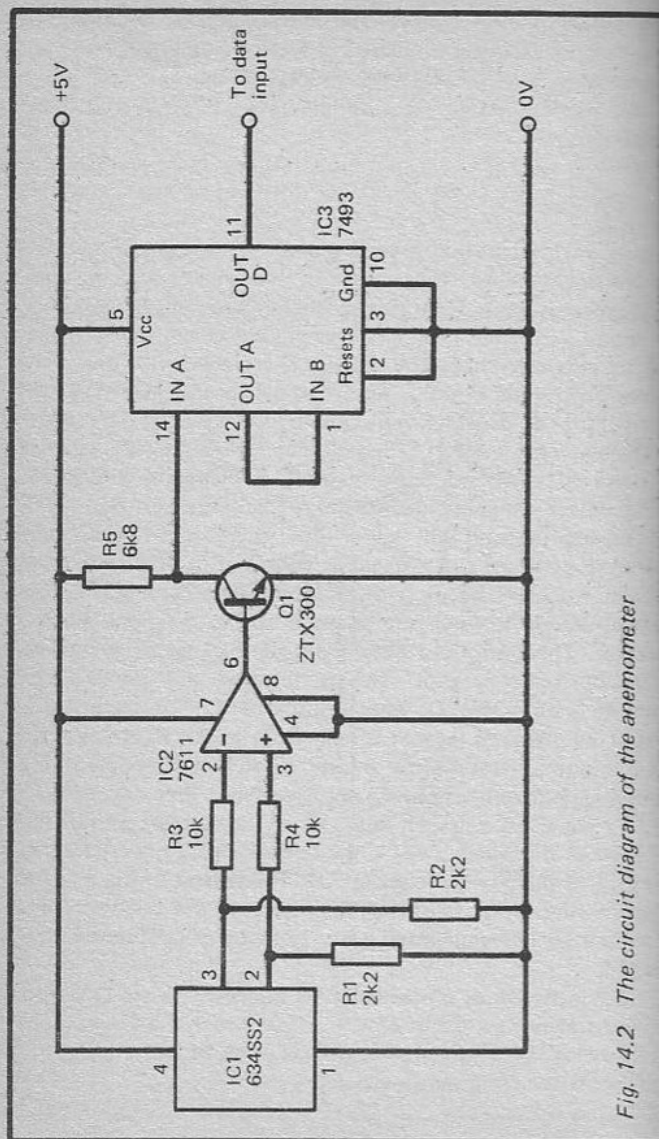 +5V
To data
input
0V
5
Vcc
IN A
14
OUT A
12
IN B
1
OUT
D
11
IC3
7493
Resets
Gnd
2
3
10
R5
6k8
Q1
ZTX300
6
IC2
7611
7
8
4
−
+
2
3
R3
10k
R4
10k
R2
2k2
R1
2k2
IC1
634SS2
4
3
2
1
Fig. 14.2 The circuit diagram of the anemometer